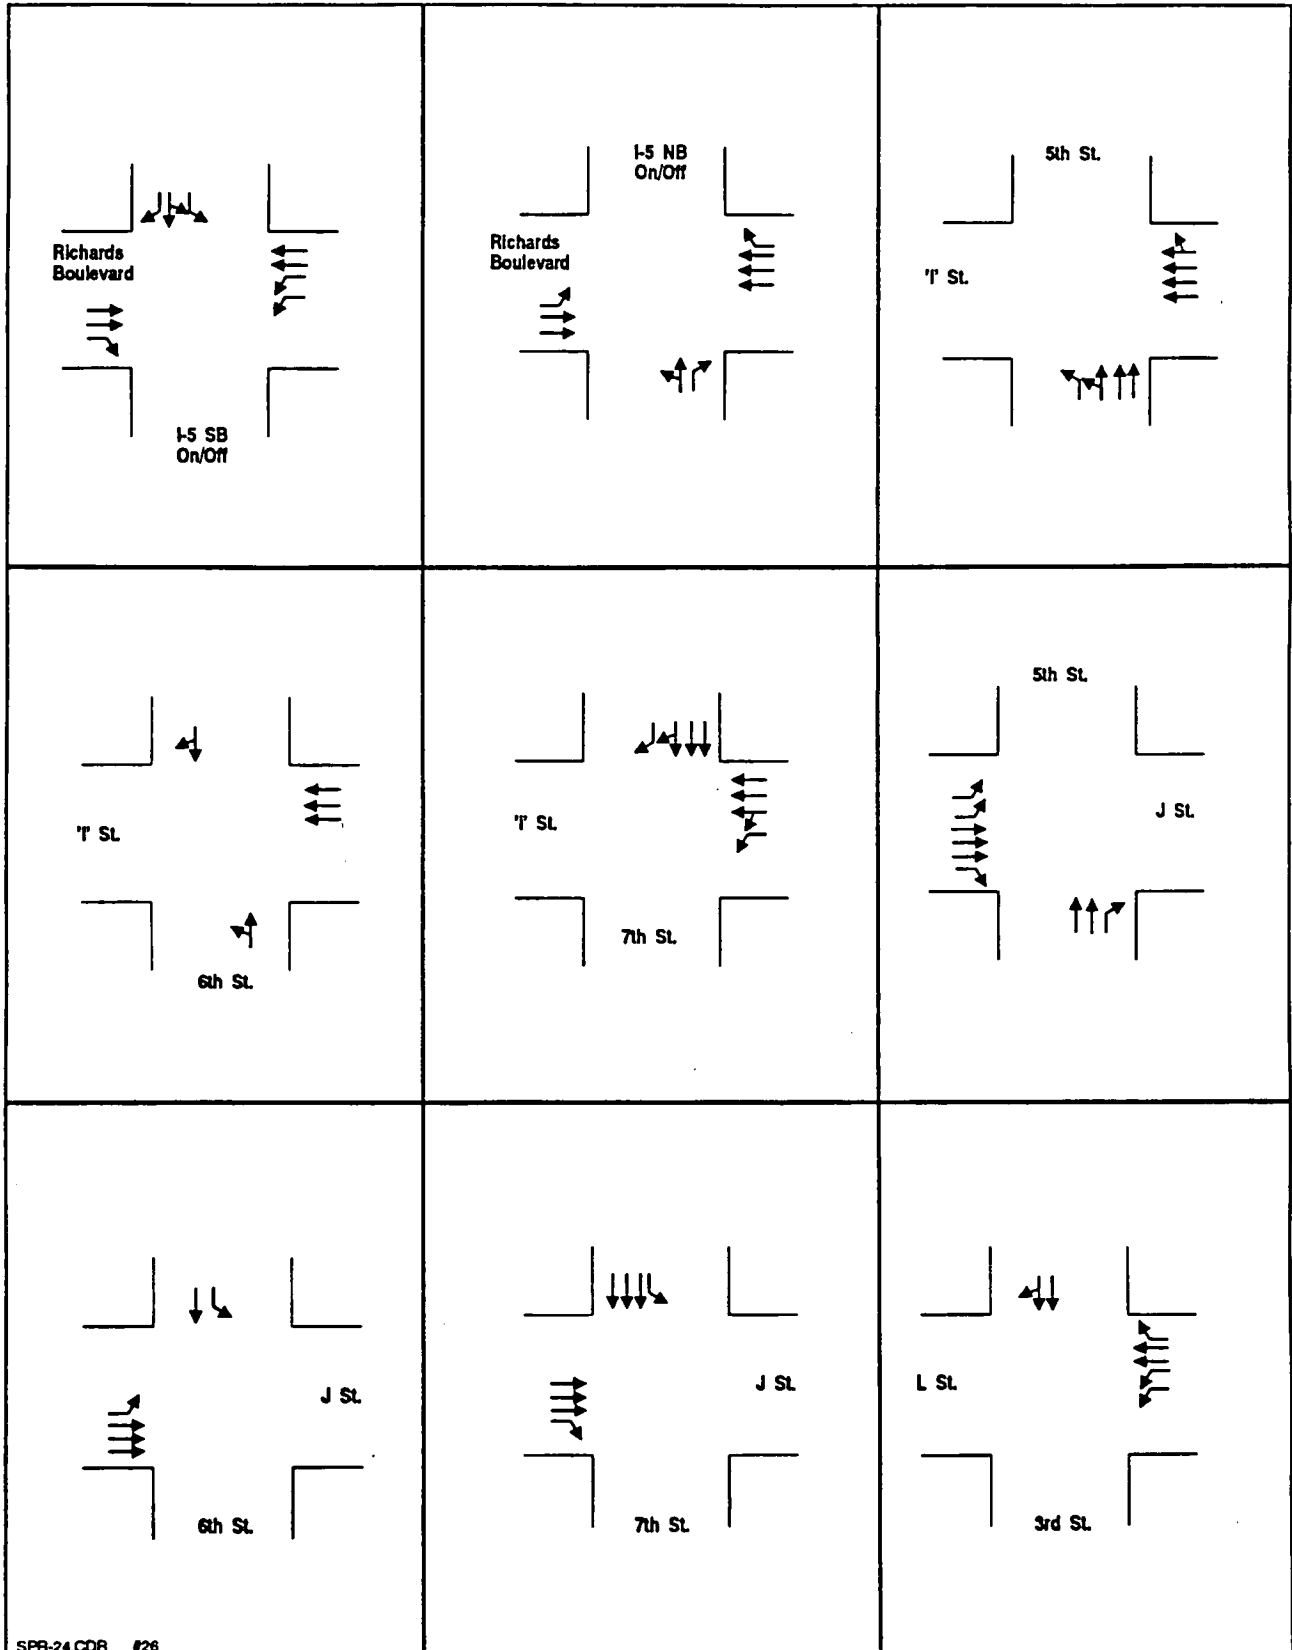 Richards
Boulevard
I-5 SB
On/Off
I-5 NB
On/Off
Richards
Boulevard
5th St.
'I' St.
'I' St.
6th St.
'I' St.
7th St.
5th St.
J St.
J St.
6th St.
J St.
7th St.
L St.
3rd St.
SPR-24.CDR #26